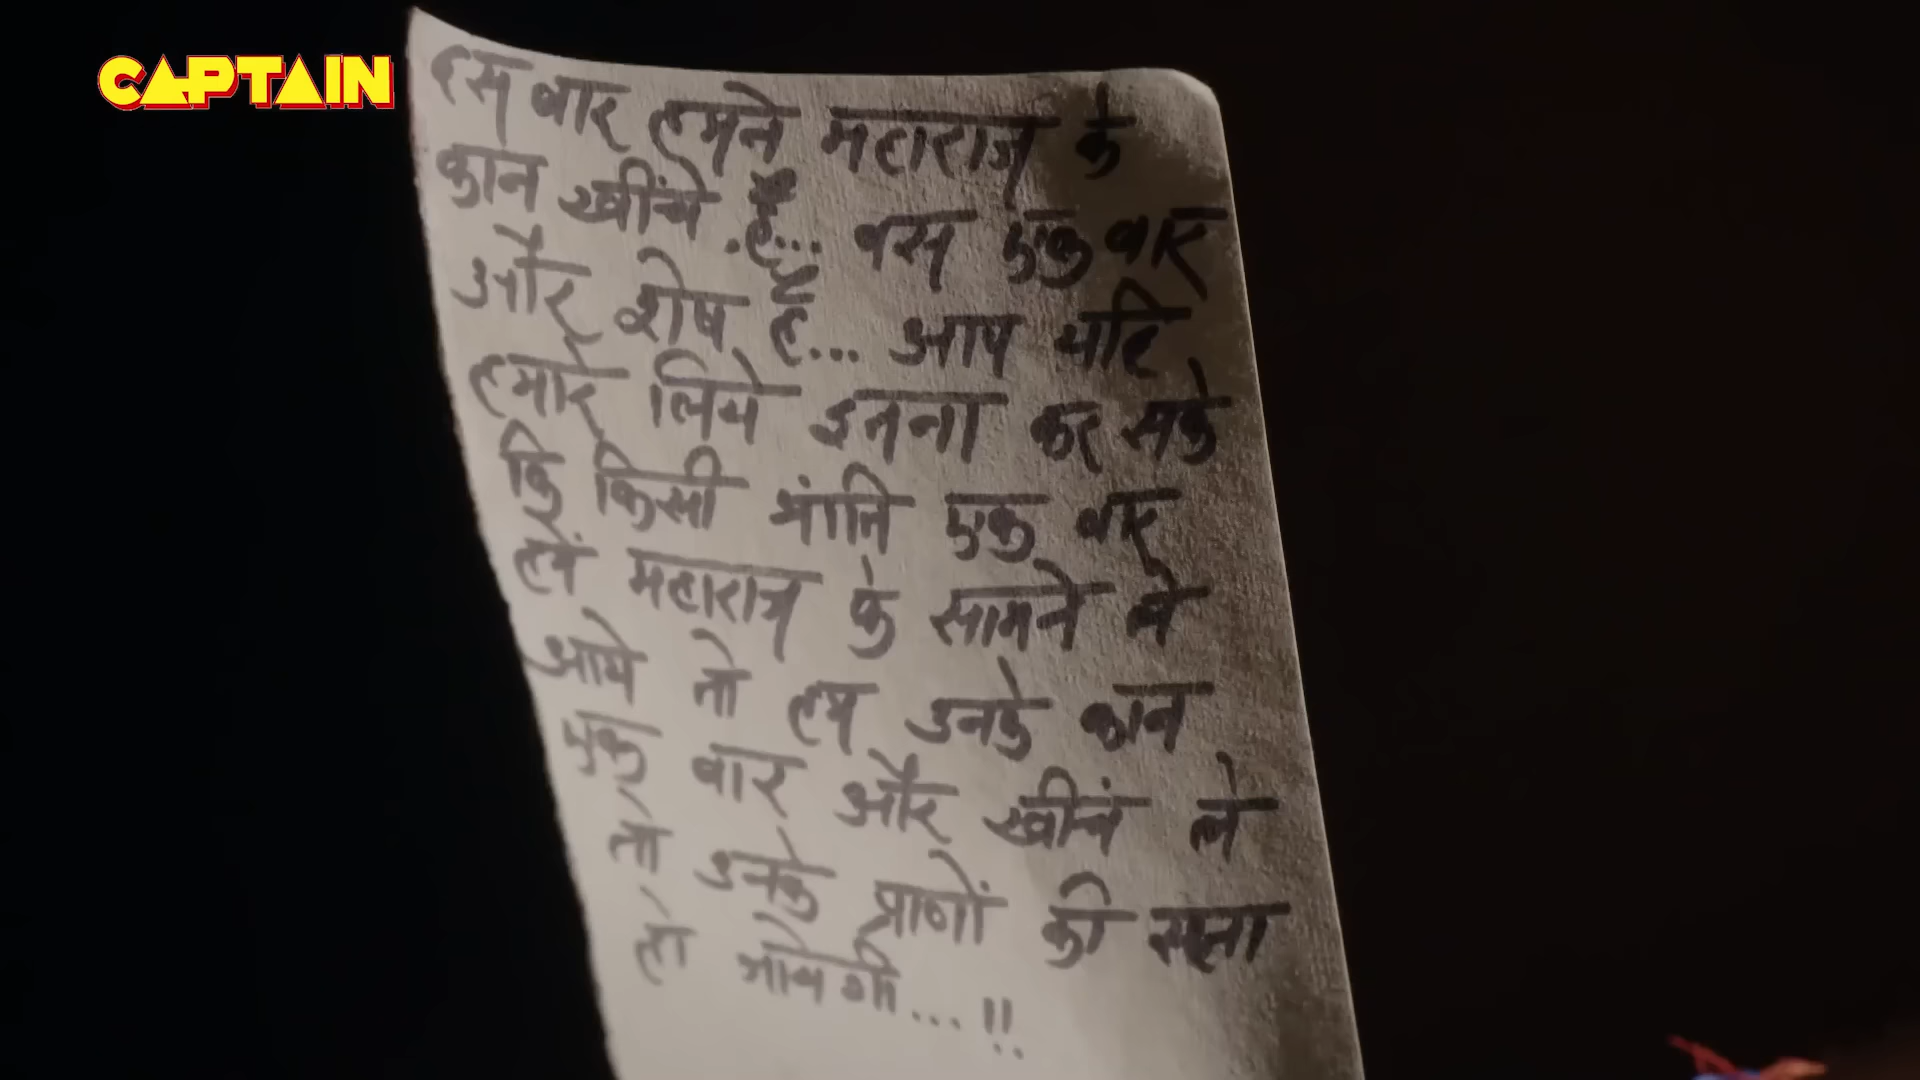 CAPTAIN
दस बार हमने महाराज के
कान खींचे हैं... बस एक बार
और शेष है... आप यदि
हमारे लिये इतना कर सके
कि किसी भांति एक बार
हमें महाराज के सामने ले
आये तो हम उनके कान
एक बार और खींच ले
तो उनके प्राणों की रक्षा
हो जायेगी...!!